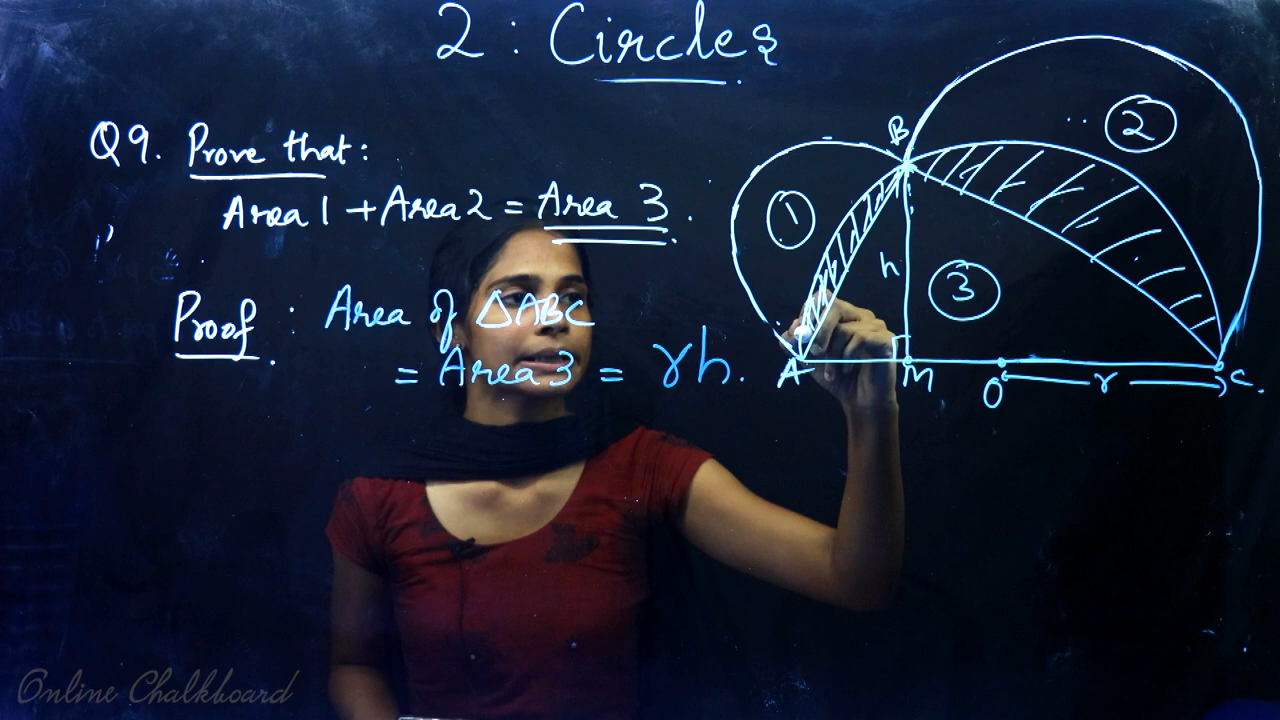 2 : Circles
Q9. Prove that:
Area 1 + Area 2 = Area 3.
Proof : Area of △ABC
= Area 3 = rh.
B
1
2
h
3
A
M
O
r
C.
Online Chalkboard